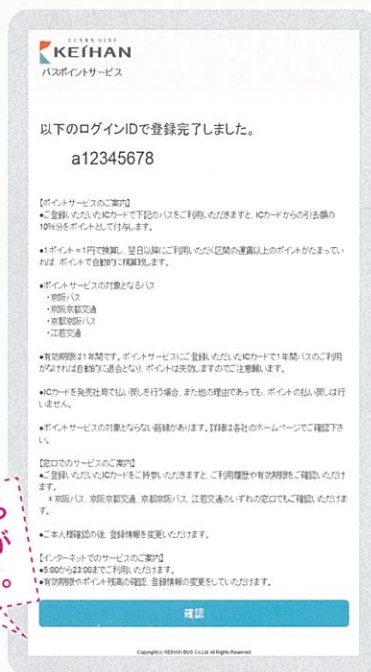 こころまち つくろう
KEIHAN
バスポイントサービス
以下のログインIDで登録完了しました。
a12345678
【ポイントサービスのご案内】
●ご登録いただいたICカードで下記のバスをご利用いただきますと、ICカードからの引去額の
10%分をポイントとして付与します。
●1ポイント=1円で換算し、翌日以降にご利用いただく区間の運賃以上のポイントがたまってい
れば、ポイントで自動的に精算致します。
●ポイントサービスの対象となるバス
・京阪バス
・京阪京都交通
・京都京阪バス
・江若交通
●有効期限は1年間です。ポイントサービスにご登録いただいたICカードで1年間バスのご利用
がなければ自動的に退会となり、ポイントは失効しますのでご注意願います。
●ICカードを発売社局で払い戻しを行う場合、また他の理由であっても、ポイントの払い戻しは行
いません。
●ポイントサービスの対象とならない路線があります。詳細は各社のホームページでご確認下さ
い。
【窓口でのサービスのご案内】
●ご登録いただいたICカードをご持参いただきますと、ご利用履歴や有効期限をご確認いただけ
ます。
＊京阪バス、京阪京都交通、京都京阪バス、江若交通のいずれの窓口でもご確認いただけま
す。
●ご本人様確認の後、登録情報を変更いただけます。
【インターネットでのサービスのご案内】
●5:00から23:00までご利用いただけます。
●有効期限やポイント残高の確認、登録情報の変更をしていただけます。
確認
Copyright(c) KEIHAN BUS Co.Ltd All Rights Reserved
ら
が
。